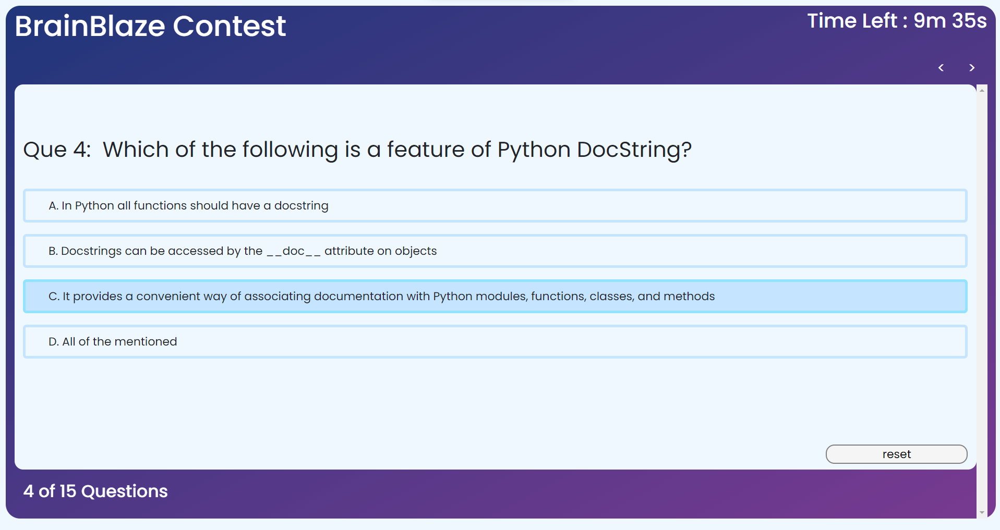 BrainBlaze Contest
Time Left : 9m 35s
< >
Que 4: Which of the following is a feature of Python DocString?
A. In Python all functions should have a docstring
B. Docstrings can be accessed by the __doc__ attribute on objects
C. It provides a convenient way of associating documentation with Python modules, functions, classes, and methods
D. All of the mentioned
reset
4 of 15 Questions